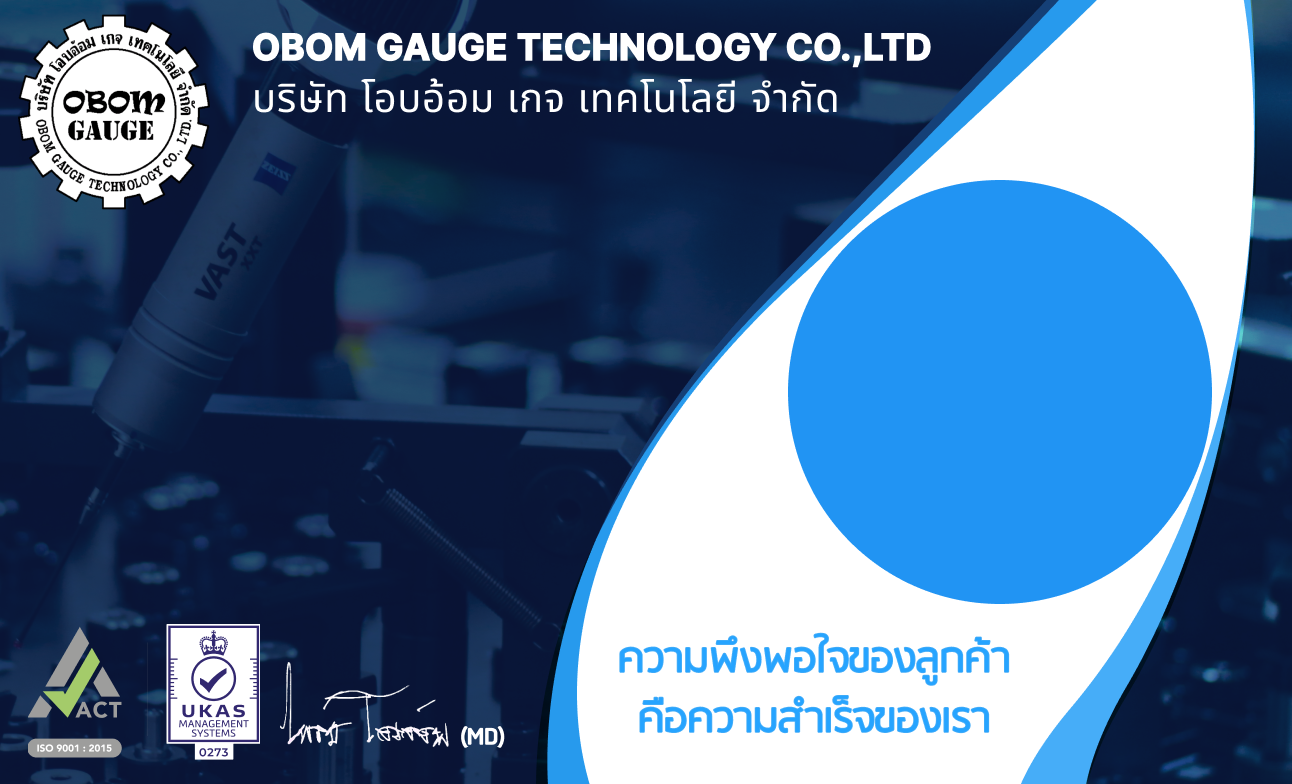 OBOM GAUGE TECHNOLOGY CO.,LTD
บริษัท โอบอ้อม เกจ เทคโนโลยี จำกัด
บริษัท โอบอ้อม เกจ เทคโนโลยี จำกัด
OBOM
GAUGE
OBOM GAUGE TECHNOLOGY CO., LTD.
ZEISS
VAST
XXT
ความพึงพอใจของลูกค้า
คือความสำเร็จของเรา
ACT
ISO 9001 : 2015
UKAS
MANAGEMENT
SYSTEMS
0273
(MD)